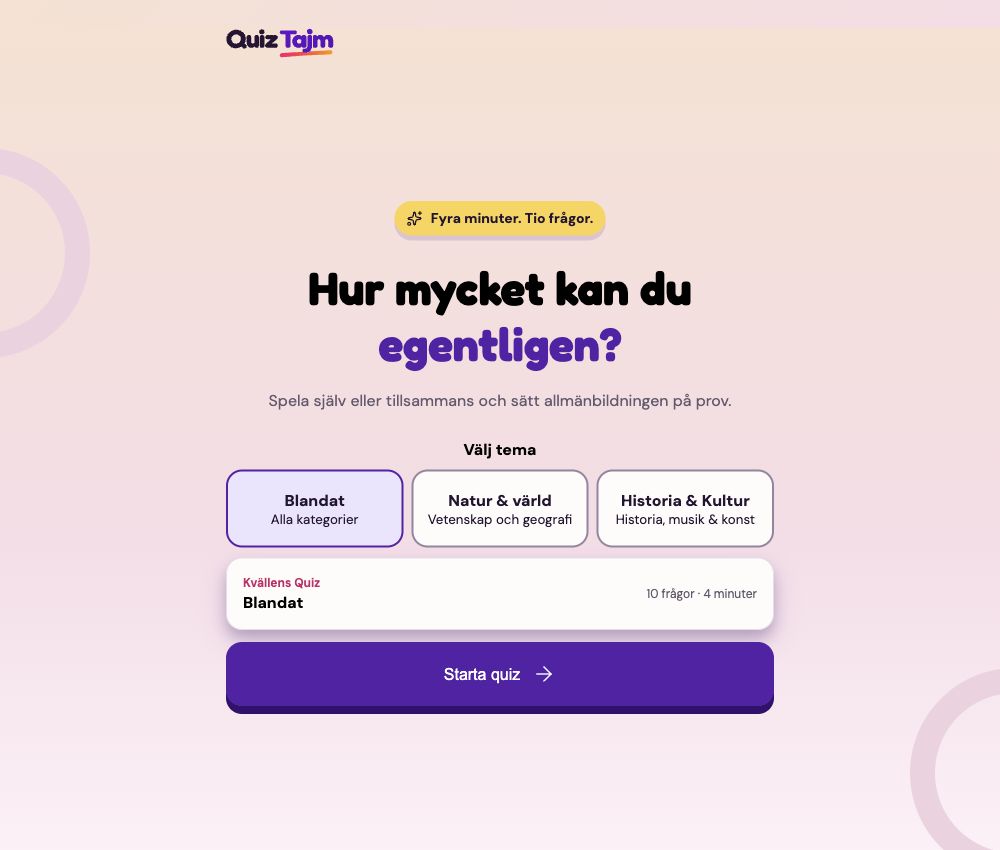 Quiz Tajm
Fyra minuter. Tio frågor.
Hur mycket kan du
egentligen?
Spela själv eller tillsammans och sätt allmänbildningen på prov.
Välj tema
Blandat
Alla kategorier
Natur & värld
Vetenskap och geografi
Historia & Kultur
Historia, musik & konst
Kvällens Quiz
Blandat
10 frågor · 4 minuter
Starta quiz